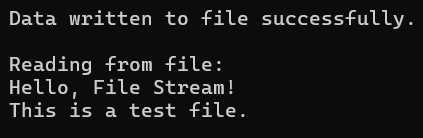 Data written to file successfully.
Reading from file:
Hello, File Stream!
This is a test file.